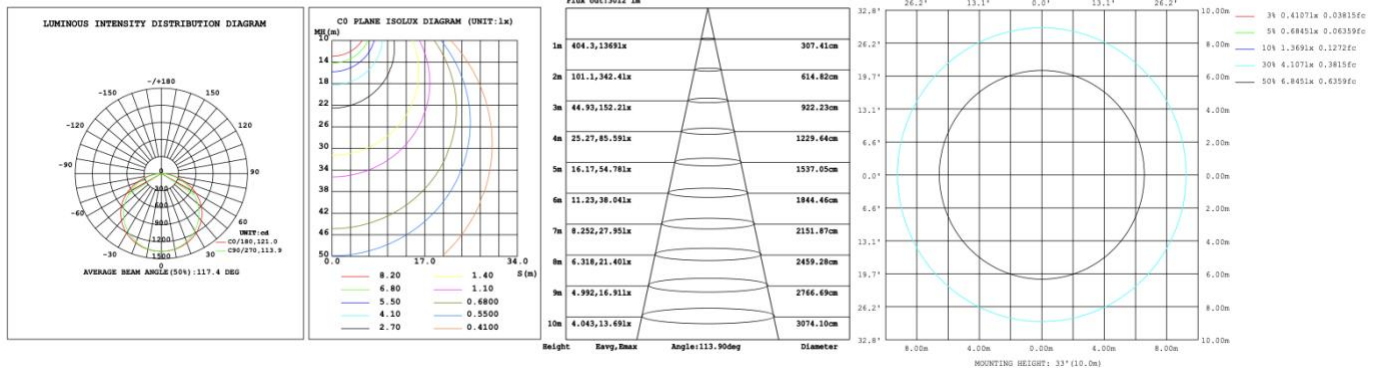 LUMINOUS INTENSITY DISTRIBUTION DIAGRAM
-/+180
-150
150
-120
120
-90
90
-60
60
-30
30
0
0
300
600
900
1200
1500
UNIT:cd
C0/180,121.0
C90/270,113.9
AVERAGE BEAM ANGLE(50%):117.4 DEG
C0 PLANE ISOLUX DIAGRAM (UNIT:lx)
MH(m)
10
14
18
22
26
30
34
38
42
46
50
0.0
17.0
34.0
S(m)
8.20
1.40
6.80
1.10
5.50
0.6800
4.10
0.5500
2.70
0.4100
Flux out:3012 lm
1m 404.3,1369lx 307.41cm
2m 101.1,342.4lx 614.82cm
3m 44.93,152.2lx 922.23cm
4m 25.27,85.59lx 1229.64cm
5m 16.17,54.78lx 1537.05cm
6m 11.23,38.04lx 1844.46cm
7m 8.252,27.95lx 2151.87cm
8m 6.318,21.40lx 2459.28cm
9m 4.992,16.91lx 2766.69cm
10m 4.043,13.69lx 3074.10cm
Height Eavg,Emax Angle:113.90deg Diameter
26.2' 13.1' 0.0' 13.1' 26.2'
32.8' 10.00m
26.2' 8.00m
19.7' 6.00m
13.1' 4.00m
6.6' 2.00m
0.0' 0.00m
6.6' 2.00m
13.1' 4.00m
19.7' 6.00m
26.2' 8.00m
32.8' 10.00m
8.00m 4.00m 0.00m 4.00m 8.00m
MOUNTING HEIGHT: 33'(10.0m)
3% 0.4107lx 0.03815fc
5% 0.6845lx 0.06359fc
10% 1.369lx 0.1272fc
30% 4.107lx 0.3815fc
50% 6.845lx 0.6359fc